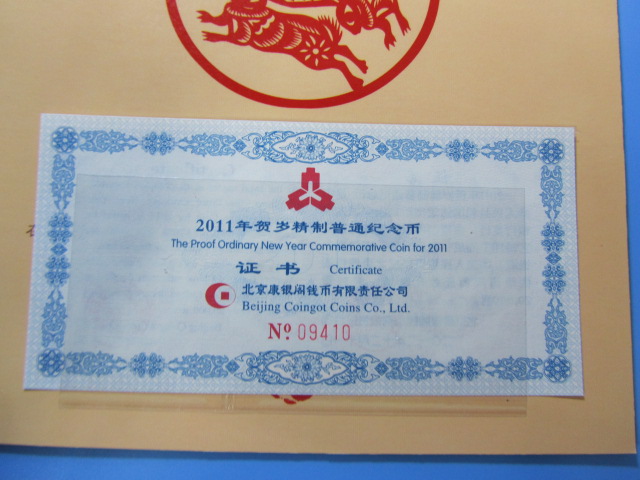 2011年贺岁精制普通纪念币
The Proof Ordinary New Year Commemorative Coin for 2011
证书 Certificate
北京康银阁钱币有限责任公司
Beijing Coingot Coins Co., Ltd.
Nº 09410